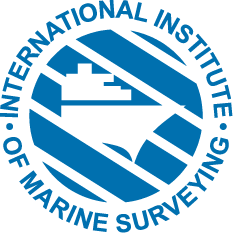 INTERNATIONAL INSTITUTE
• OF MARINE SURVEYING •